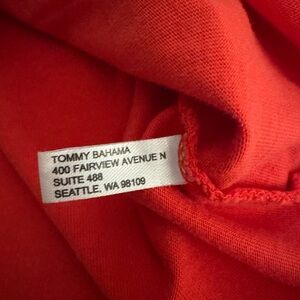 TOMMY BAHAMA
400 FAIRVIEW AVENUE N
SUITE 488
SEATTLE, WA 98109